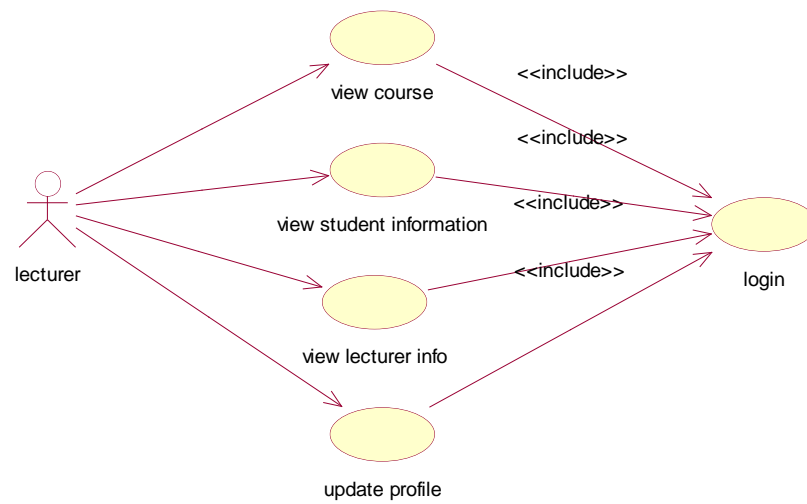 <<include>>
view course
<<include>>
<<include>>
view student information
lecturer
<<include>>
login
view lecturer info
update profile